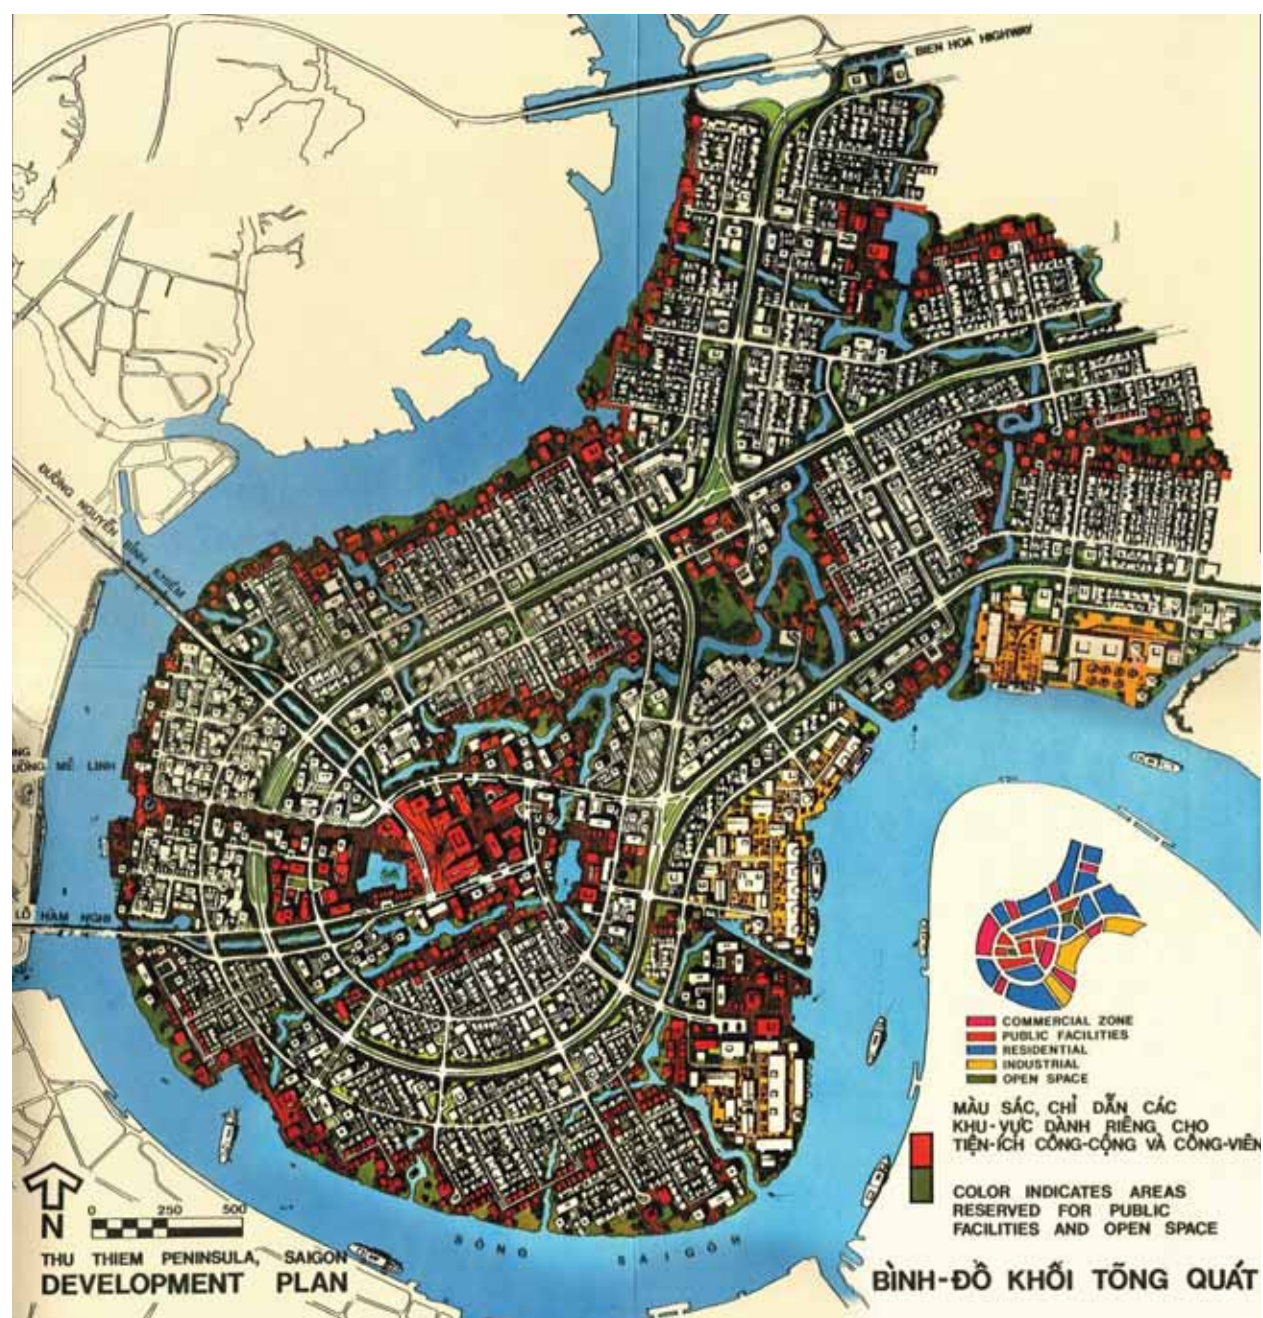 BIEN HOA HIGHWAY
ĐƯỜNG NGUYỄN BỈNH KHIÊM
MÊ LINH
LÔ HÀM NGHI
COMMERCIAL ZONE
PUBLIC FACILITIES
RESIDENTIAL
INDUSTRIAL
OPEN SPACE
MÀU SẮC, CHỈ DẪN CÁC
KHU-VỰC DÀNH RIÊNG CHO
TIỆN-ÍCH CÔNG-CỘNG VÀ CÔNG-VIÊN
COLOR INDICATES AREAS
RESERVED FOR PUBLIC
FACILITIES AND OPEN SPACE
N
0 250 500
THU THIEM PENINSULA, SAIGON
DEVELOPMENT PLAN
SÔNG SAIGÒN
BÌNH-ĐỒ KHỐI TỔNG QUÁT